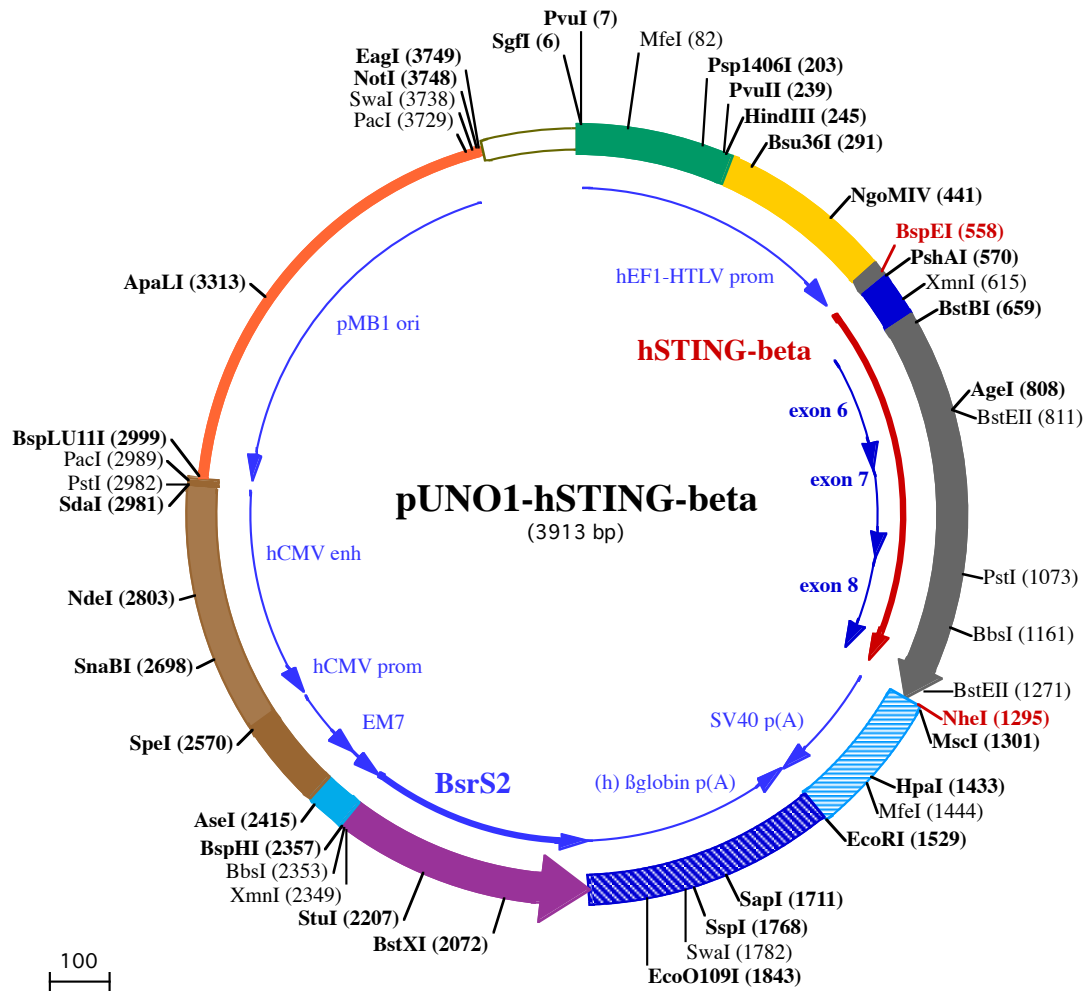 PvuI (7)
SgfI (6)
MfeI (82)
EagI (3749)
NotI (3748)
SwaI (3738)
PacI (3729)
Psp1406I (203)
PvuII (239)
HindIII (245)
Bsu36I (291)
NgoMIV (441)
BspEI (558)
PshAI (570)
XmnI (615)
BstBI (659)
AgeI (808)
BstEII (811)
PstI (1073)
BbsI (1161)
BstEII (1271)
NheI (1295)
MscI (1301)
HpaI (1433)
MfeI (1444)
EcoRI (1529)
SapI (1711)
SspI (1768)
SwaI (1782)
EcoO109I (1843)
BstXI (2072)
StuI (2207)
XmnI (2349)
BbsI (2353)
BspHI (2357)
AseI (2415)
SpeI (2570)
SnaBI (2698)
NdeI (2803)
SdaI (2981)
PstI (2982)
PacI (2989)
BspLU11I (2999)
ApaLI (3313)
hEF1-HTLV prom
pMB1 ori
hSTING-beta
exon 6
exon 7
exon 8
pUNO1-hSTING-beta
(3913 bp)
hCMV enh
hCMV prom
EM7
BsrS2
SV40 p(A)
(h) ßglobin p(A)
100